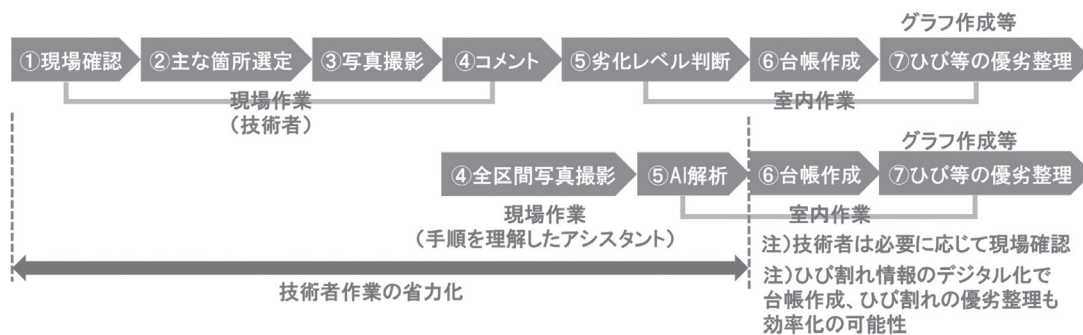 グラフ作成等
①現場確認 ②主な箇所選定 ③写真撮影 ④コメント ⑤劣化レベル判断 ⑥台帳作成 ⑦ひび等の優劣整理
現場作業
（技術者）
室内作業
グラフ作成等
④全区間写真撮影 ⑤AI解析 ⑥台帳作成 ⑦ひび等の優劣整理
現場作業
（手順を理解したアシスタント）
室内作業
注）技術者は必要に応じて現場確認
注）ひび割れ情報のデジタル化で
台帳作成、ひび割れの優劣整理も
効率化の可能性
技術者作業の省力化